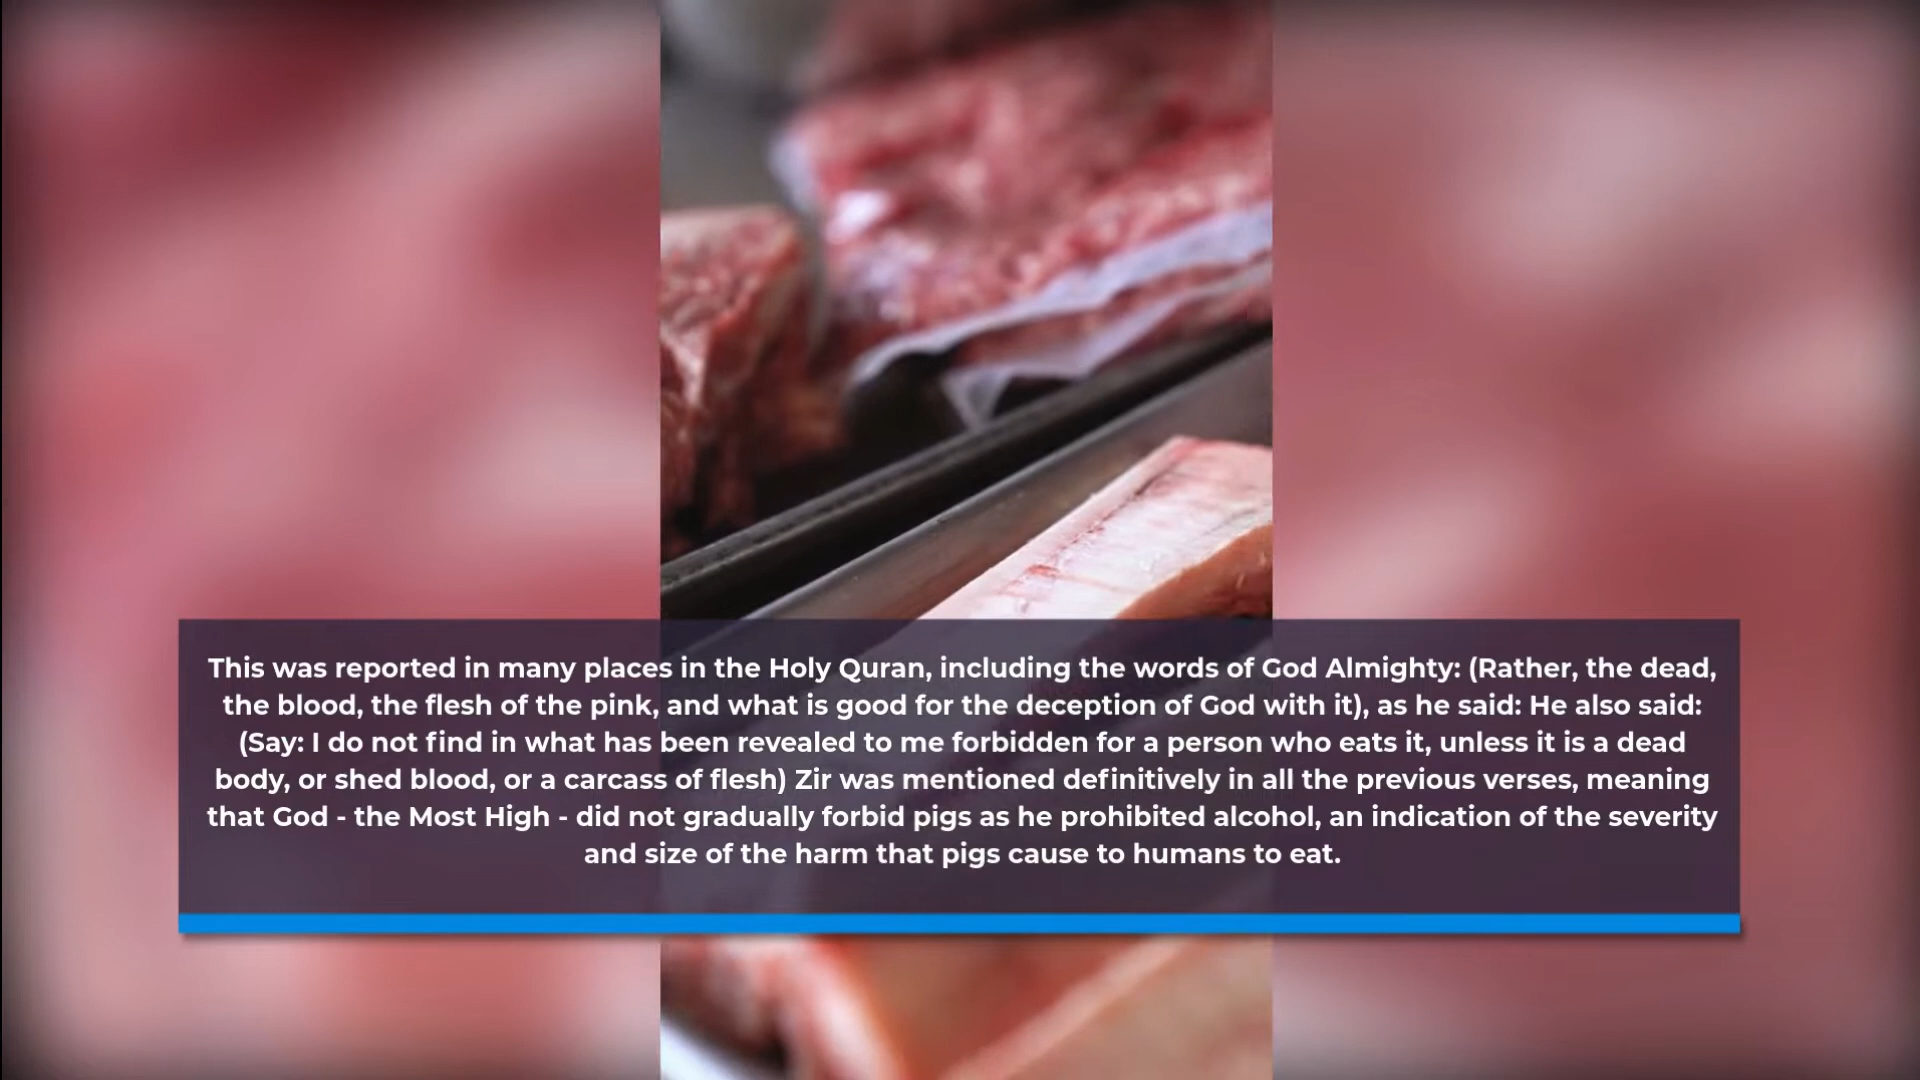 This was reported in many places in the Holy Quran, including the words of God Almighty: (Rather, the dead,
the blood, the flesh of the pink, and what is good for the deception of God with it), as he said: He also said:
(Say: I do not find in what has been revealed to me forbidden for a person who eats it, unless it is a dead
body, or shed blood, or a carcass of flesh) Zir was mentioned definitively in all the previous verses, meaning
that God - the Most High - did not gradually forbid pigs as he prohibited alcohol, an indication of the severity
and size of the harm that pigs cause to humans to eat.